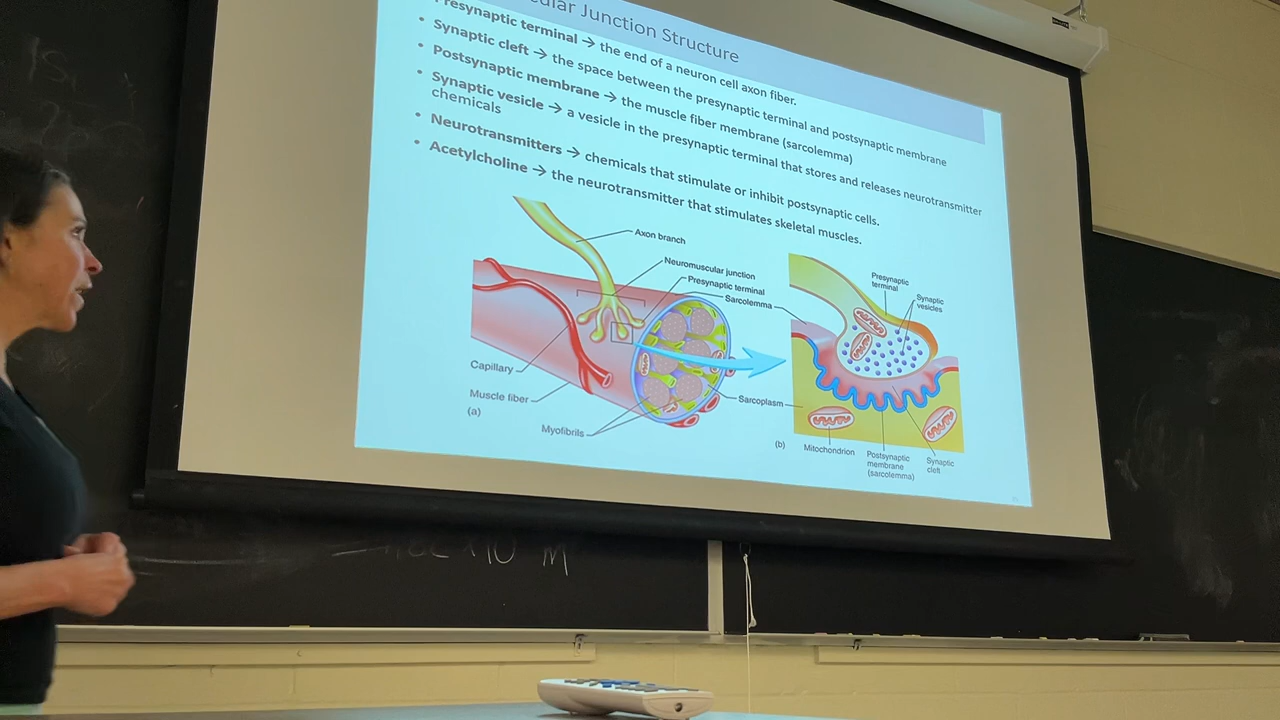 ular Junction Structure
Presynaptic terminal → the end of a neuron cell axon fiber.
• Synaptic cleft → the space between the presynaptic terminal and postsynaptic membrane
• Postsynaptic membrane → the muscle fiber membrane (sarcolemma)
• Synaptic vesicle → a vesicle in the presynaptic terminal that stores and releases neurotransmitter
chemicals
• Neurotransmitters → chemicals that stimulate or inhibit postsynaptic cells.
• Acetylcholine → the neurotransmitter that stimulates skeletal muscles.
Axon branch
Neuromuscular junction
Presynaptic terminal
Sarcolemma
Capillary
Muscle fiber
(a)
Myofibrils
Sarcoplasm
Presynaptic
terminal
Synaptic
vesicles
(b)
Mitochondrion
Postsynaptic
membrane
(sarcolemma)
Synaptic
cleft